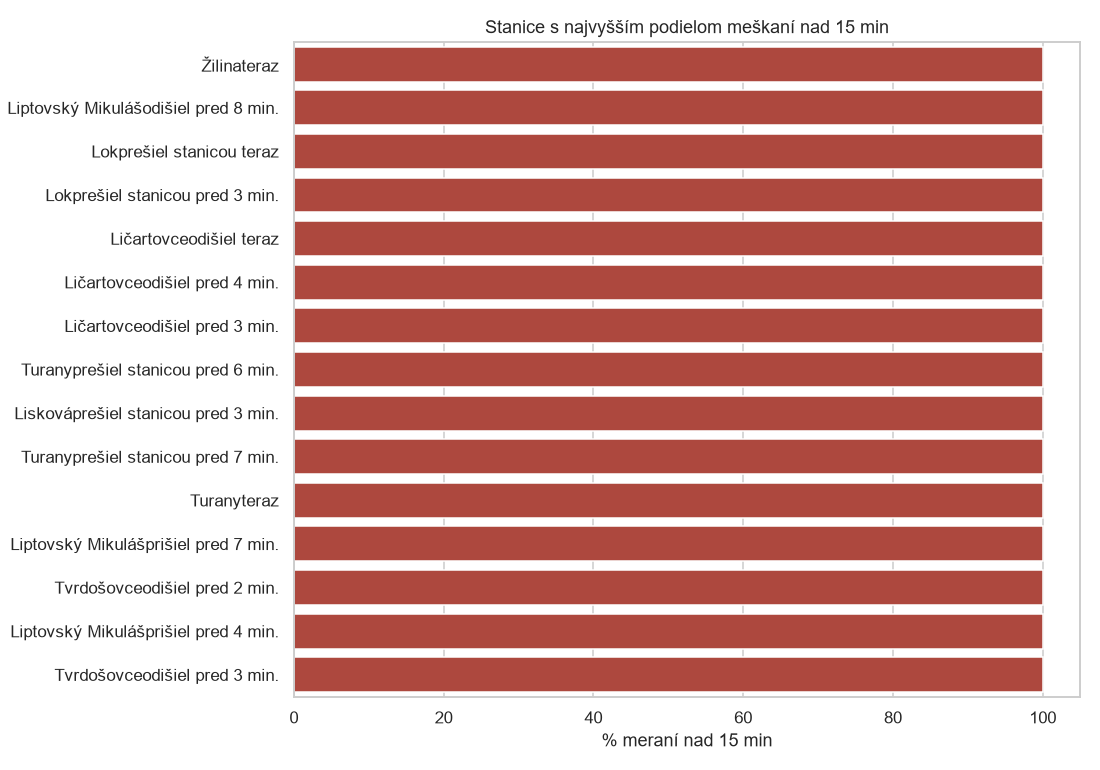 Stanice s najvyšším podielom meškaní nad 15 min
Žilinateraz
Liptovský Mikulášodišiel pred 8 min.
Lokprešiel stanicou teraz
Lokprešiel stanicou pred 3 min.
Ličartovceodišiel teraz
Ličartovceodišiel pred 4 min.
Ličartovceodišiel pred 3 min.
Turanyprešiel stanicou pred 6 min.
Liskováprešiel stanicou pred 3 min.
Turanyprešiel stanicou pred 7 min.
Turanyteraz
Liptovský Mikulášprišiel pred 7 min.
Tvrdošovceodišiel pred 2 min.
Liptovský Mikulášprišiel pred 4 min.
Tvrdošovceodišiel pred 3 min.
0 20 40 60 80 100
% meraní nad 15 min